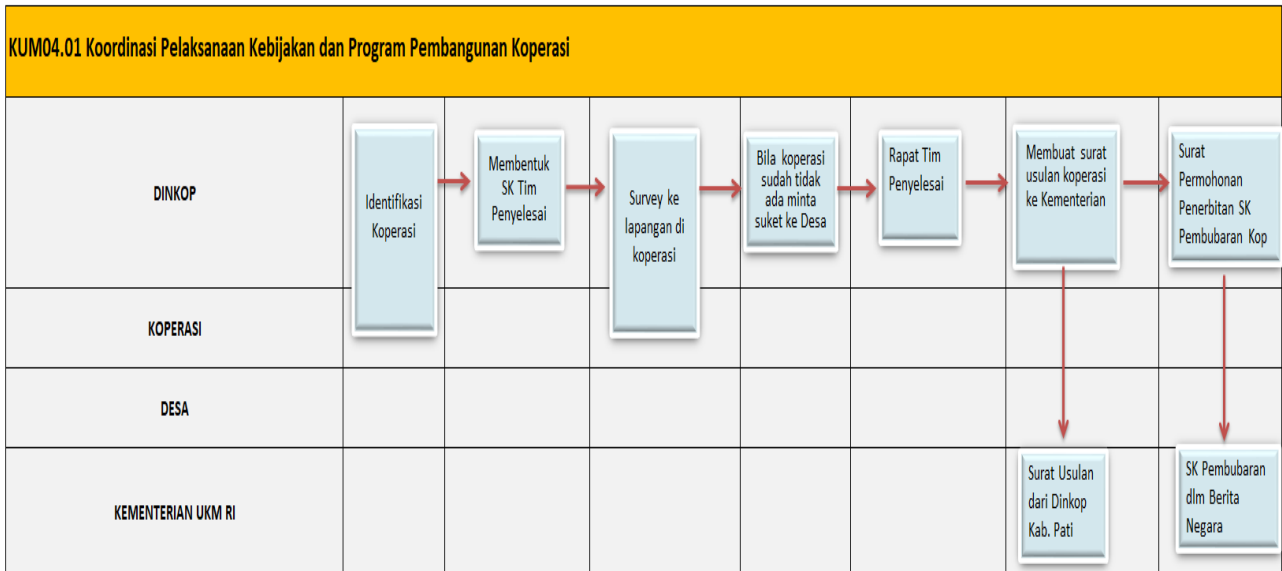 KUM04.01 Koordinasi Pelaksanaan Kebijakan dan Program Pembangunan Koperasi
DINKOP
Identifikasi
Koperasi
Membentuk
SK Tim
Penyelesai
Survey ke
lapangan di
koperasi
Bila koperasi
sudah tidak
ada minta
suket ke Desa
Rapat Tim
Penyelesai
Membuat surat
usulan koperasi
ke Kementerian
Surat
Permohonan
Penerbitan SK
Pembubaran Kop
KOPERASI
DESA
KEMENTERIAN UKM RI
Surat Usulan
dari Dinkop
Kab. Pati
SK Pembubaran
dlm Berita
Negara